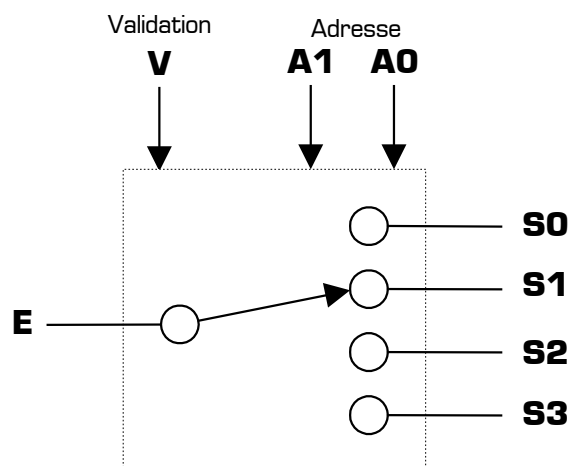 Validation Adresse
V A1 A0
S0
S1
E
S2
S3